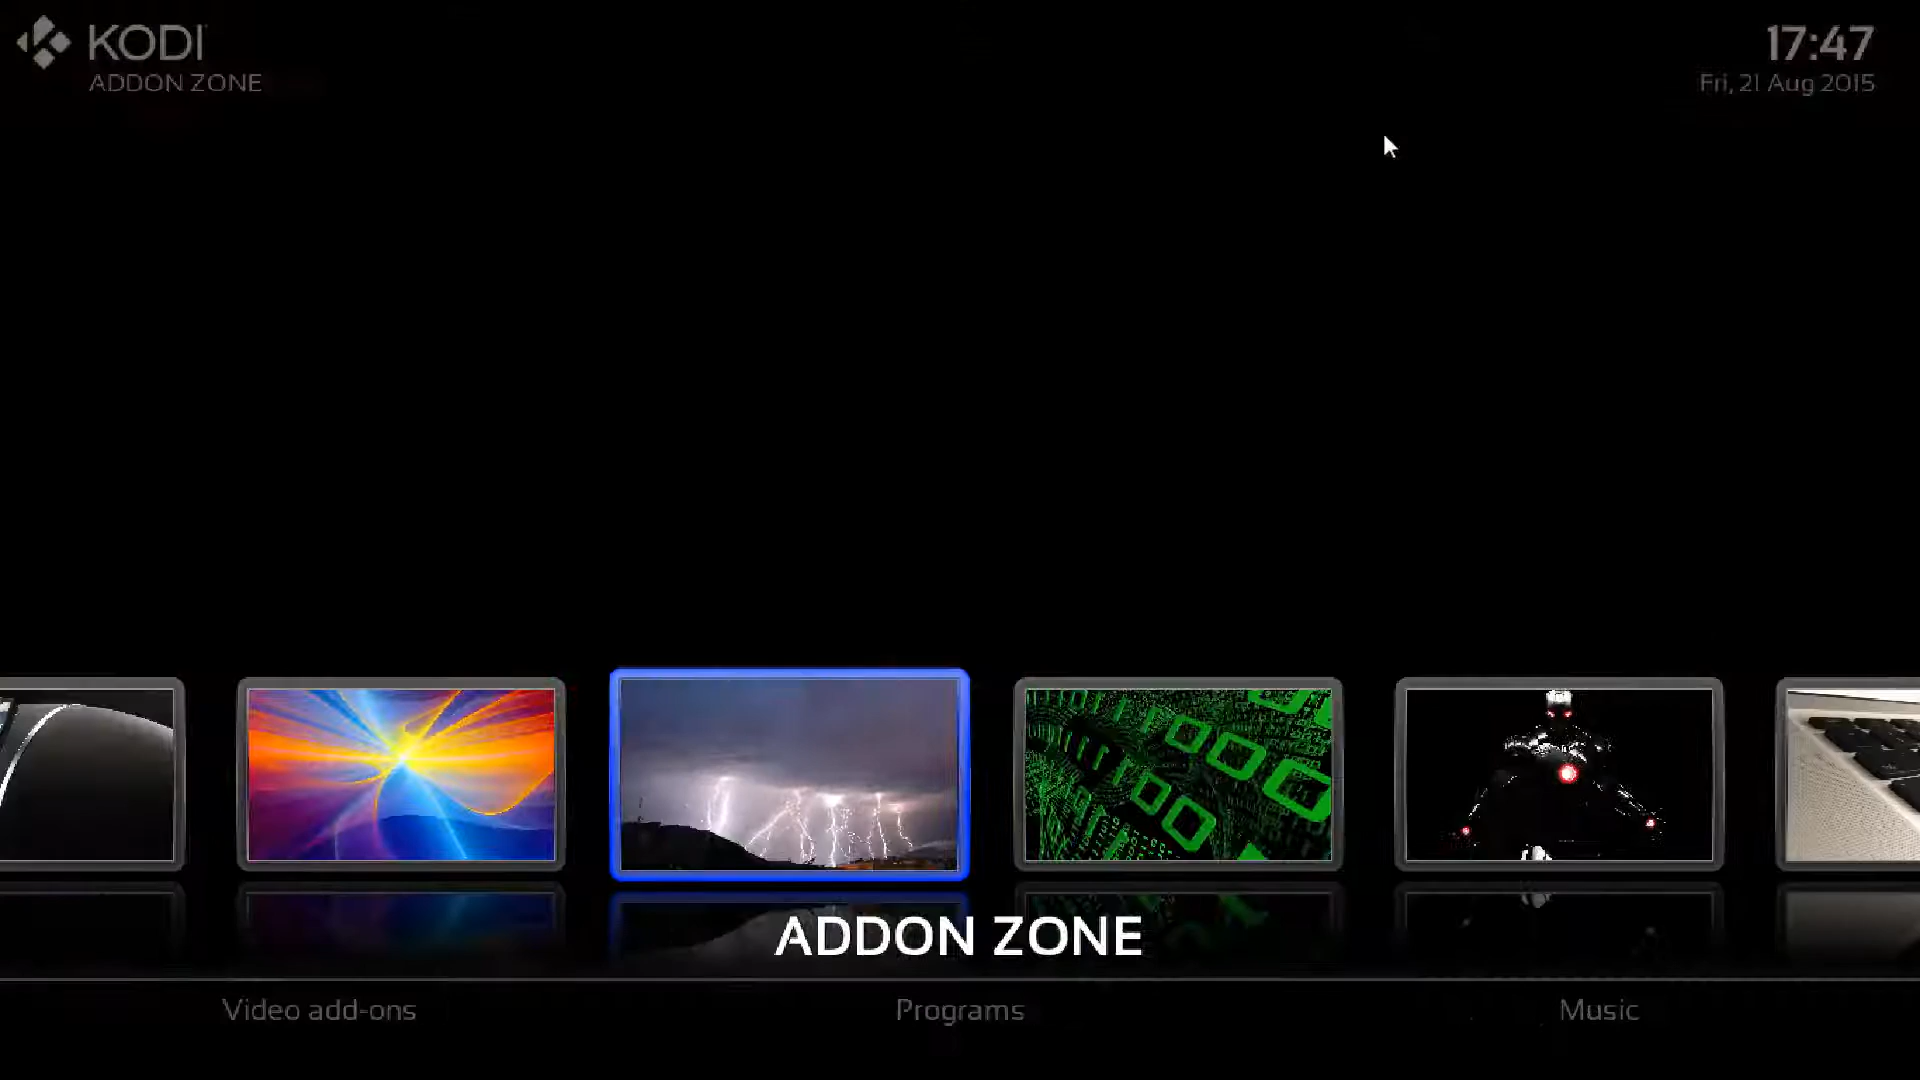 KODI
ADDON ZONE
17:47
Fri, 21 Aug 2015
ADDON ZONE
Video add-ons
Programs
Music